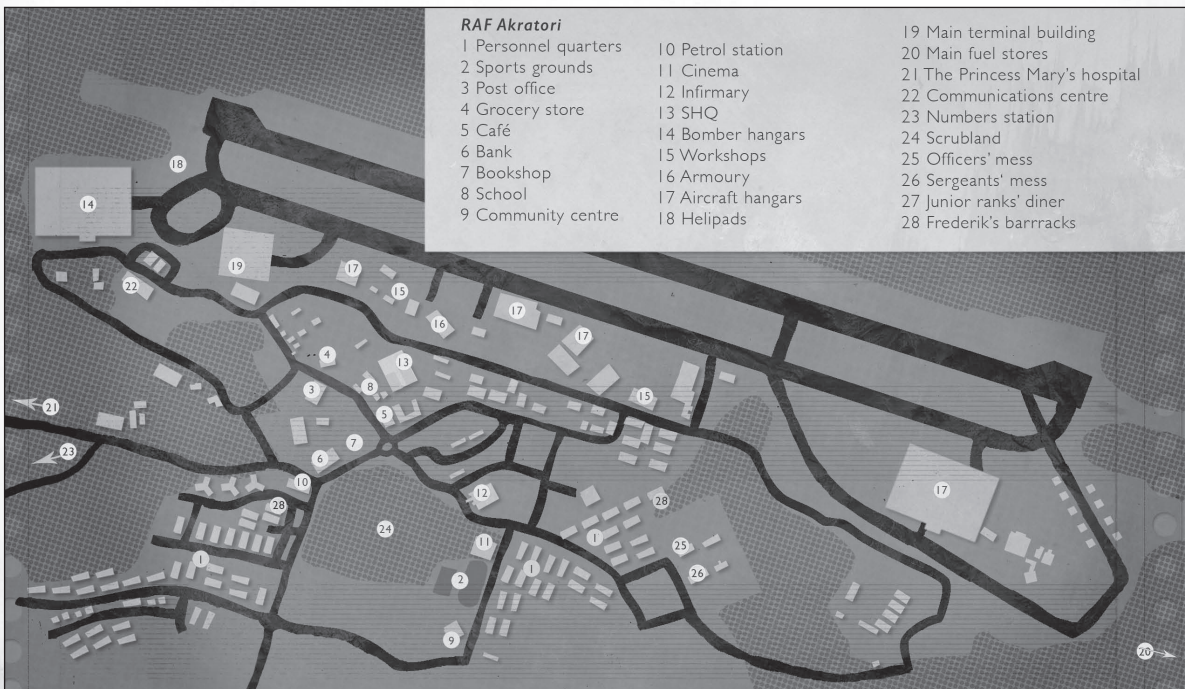 RAF Akratori
1 Personnel quarters
2 Sports grounds
3 Post office
4 Grocery store
5 Café
6 Bank
7 Bookshop
8 School
9 Community centre
10 Petrol station
11 Cinema
12 Infirmary
13 SHQ
14 Bomber hangars
15 Workshops
16 Armoury
17 Aircraft hangars
18 Helipads
19 Main terminal building
20 Main fuel stores
21 The Princess Mary's hospital
22 Communications centre
23 Numbers station
24 Scrubland
25 Officers' mess
26 Sergeants' mess
27 Junior ranks' diner
28 Frederik's barrracks
18
14
19
17
15
22
16
17
17
4
13
8
3
15
21
5
7
23
6
10
17
12
28
28
24
1
11
25
1
1
26
2
9
20